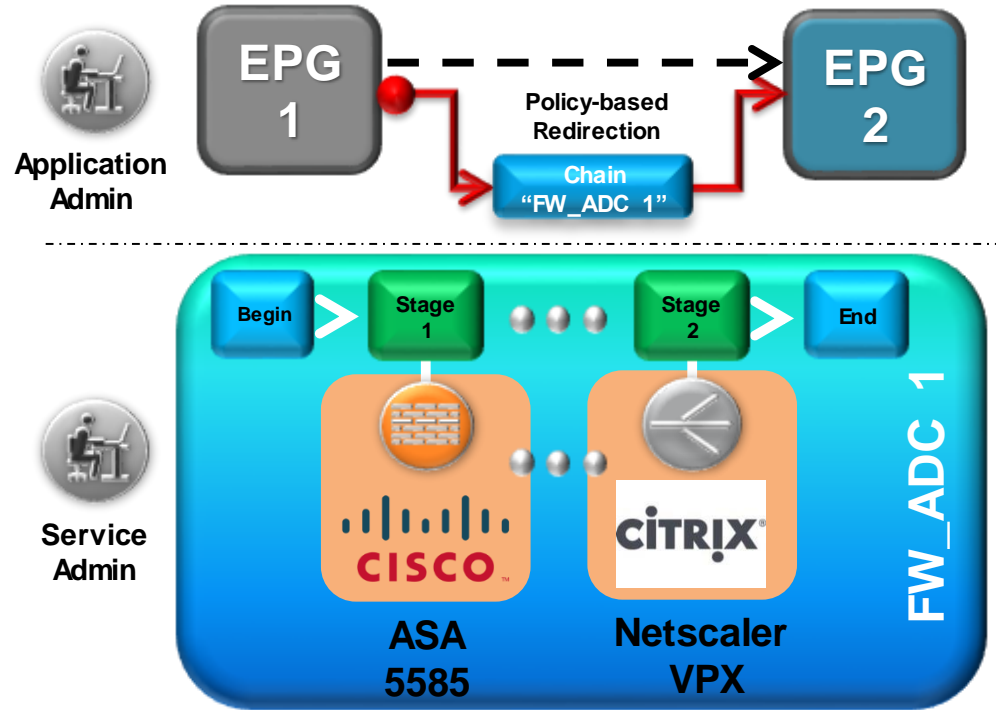 EPG
1
EPG
2
Policy-based
Redirection
Chain
“FW_ADC 1”
Application
Admin
Begin
Stage
1
Stage
2
End
FW_ADC 1
CISCO ™
CiTRIX®
Service
Admin
ASA
5585
Netscaler
VPX